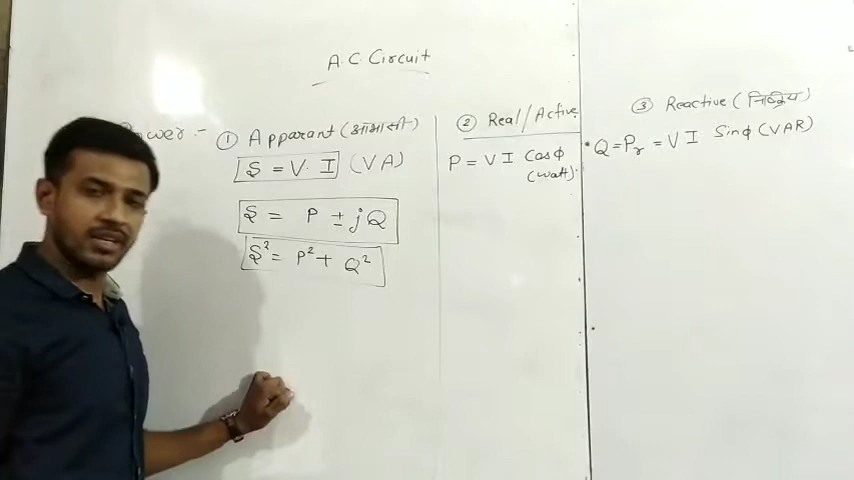 A.C. Circuit
Power :-
① Apparant (आभासी)
S = V. I (VA)
S = P ± jQ
S² = P² + Q²
② Real/Active
P = V I Cosϕ
(watt)
③ Reactive (निष्क्रिय)
Q = Pr = V I Sinϕ (VAR)